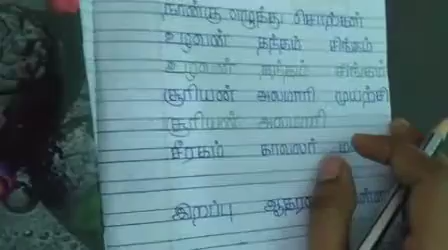 நான்கு எழுத்து சொற்கள்
உழவன் தந்தம் சிங்கம்
உழவன் தந்தம் சிங்கம்
சூரியன் அலமாரி முயற்சி
சூரியன் அலமாரி
சீரகம் காவலர்
இறப்பு